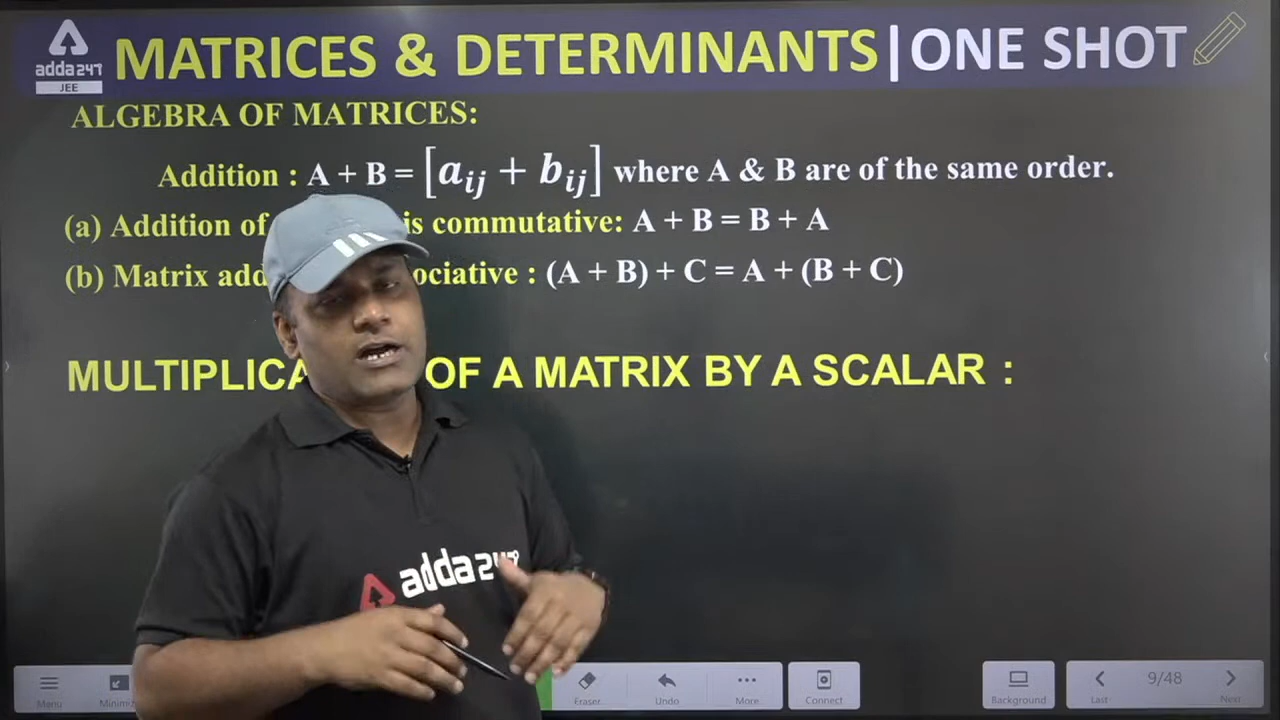 adda247
JEE
MATRICES & DETERMINANTS | ONE SHOT
ALGEBRA OF MATRICES:
Addition : A + B = [aᵢⱼ + bᵢⱼ] where A & B are of the same order.
(a) Addition of is commutative: A + B = B + A
(b) Matrix add ociative : (A + B) + C = A + (B + C)
MULTIPLICA OF A MATRIX BY A SCALAR :
adda247
Menu
Minimiz
Eraser
Undo
More
Connect
Background
Last
9/48
Next